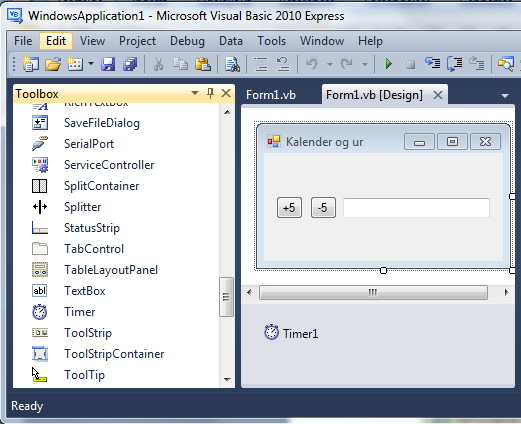 WindowsApplication1 - Microsoft Visual Basic 2010 Express
File Edit View Project Debug Data Tools Window Help
Toolbox
Form1.vb Form1.vb [Design]
RichTextBox
SaveFileDialog
SerialPort
ServiceController
SplitContainer
Splitter
StatusStrip
TabControl
TableLayoutPanel
abl TextBox
Timer
ToolStrip
ToolStripContainer
ToolTip
Kalender og ur
+5 -5
Timer1
Ready